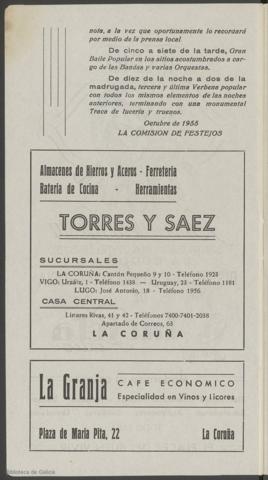 nota, a la vez que oportunamente lo recordará
por medio de la prensa local
De cinco a siete de la tarde, Gran
Baile Popular en los sitios acostumbrados a car-
go de las Bandas y varias Orquestas.
De diez de la noche a dos de la
madrugada, tercera y última Verbena popular
con todos los mismos elementos de las noches
anteriores, terminando con una monumental
Traca de lucería y truenos.
Octubre de 1955
LA COMISION DE FESTEJOS
Almacenes de Hierros y Aceros - Ferretería
Batería de Cocina - Herramientas
TORRES Y SAEZ
SUCURSALES
LA CORUÑA: Cantón Pequeño 9 y 10 - Teléfono 1928
VIGO: Urzáiz, 1 - Teléfono 1438 — Uruguay, 23 - Teléfono 1181
LUGO: José Antonio, 18 - Teléfono 1956
CASA CENTRAL
Linares Rivas, 41 y 42 - Teléfonos 7400-7401-2038
Apartado de Correos, 63
LA CORUÑA
La Granja
CAFE ECONOMICO
Especialidad en Vinos y Licores
Plaza de María Pita, 22 La Coruña
Biblioteca de Galicia